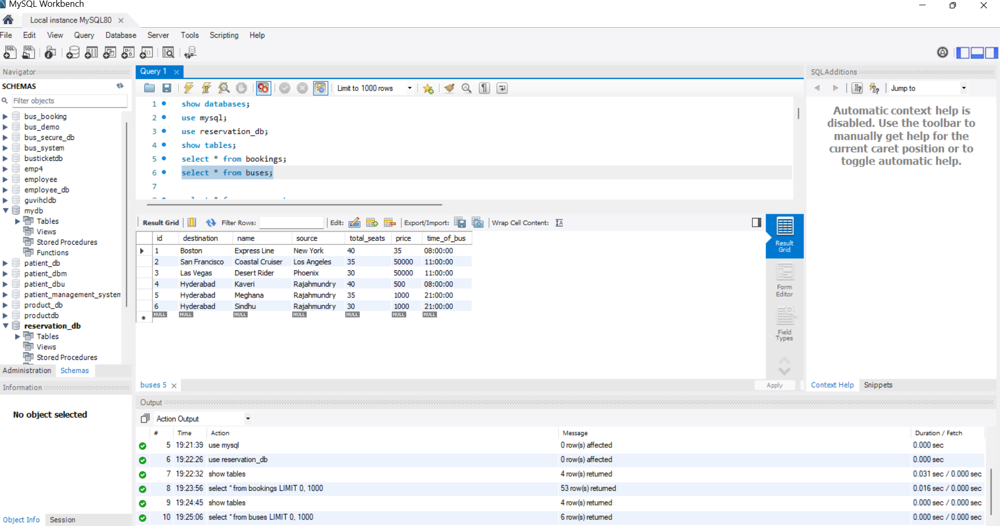 MySQL Workbench
Local instance MySQL80
File Edit View Query Database Server Tools Scripting Help
Navigator
SCHEMAS
Filter objects
bus_booking
bus_demo
bus_secure_db
bus_system
busticketdb
emp4
employee
employee_db
guvihcldb
mydb
Tables
Views
Stored Procedures
Functions
patient_db
patient_dbm
patient_dbu
patient_management_system
product_db
productdb
reservation_db
Tables
Views
Stored Procedures
Administration Schemas
Information
No object selected
Object Info Session
Query 1
Limit to 1000 rows
1 show databases;
2 use mysql;
3 use reservation_db;
4 show tables;
5 select * from bookings;
6 select * from buses;
7
Result Grid Filter Rows: Edit: Export/Import: Wrap Cell Content:
id destination name source total_seats price time_of_bus
1 Boston Express Line New York 40 35 08:00:00
2 San Francisco Coastal Cruiser Los Angeles 35 50000 11:00:00
3 Las Vegas Desert Rider Phoenix 30 50000 11:00:00
4 Hyderabad Kaveri Rajahmundry 40 500 08:00:00
5 Hyderabad Meghana Rajahmundry 35 1000 21:00:00
6 Hyderabad Sindhu Rajahmundry 30 1000 21:00:00
NULL NULL NULL NULL NULL NULL NULL
Result
Grid
Form
Editor
Field
Types
buses 5
Apply
SQLAdditions
Jump to
Automatic context help is
disabled. Use the toolbar to
manually get help for the
current caret position or to
toggle automatic help.
Context Help Snippets
Output
Action Output
# Time Action Message Duration / Fetch
5 19:21:39 use mysql 0 row(s) affected 0.000 sec
6 19:22:26 use reservation_db 0 row(s) affected 0.000 sec
7 19:22:32 show tables 4 row(s) returned 0.031 sec / 0.000 sec
8 19:23:56 select * from bookings LIMIT 0, 1000 53 row(s) returned 0.016 sec / 0.000 sec
9 19:24:45 show tables 4 row(s) returned 0.000 sec / 0.000 sec
10 19:25:06 select * from buses LIMIT 0, 1000 6 row(s) returned 0.000 sec / 0.000 sec